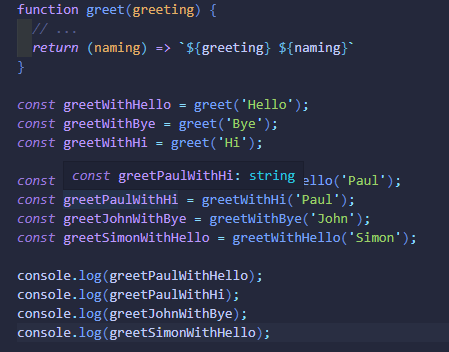 function greet(greeting) {
// ...
return (naming) => `${greeting} ${naming}`
}
const greetWithHello = greet('Hello');
const greetWithBye = greet('Bye');
const greetWithHi = greet('Hi');
const greetPaulWithHi: string
const ello('Paul');
const greetPaulWithHi = greetWithHi('Paul');
const greetJohnWithBye = greetWithBye('John');
const greetSimonWithHello = greetWithHello('Simon');
console.log(greetPaulWithHello);
console.log(greetPaulWithHi);
console.log(greetJohnWithBye);
console.log(greetSimonWithHello);